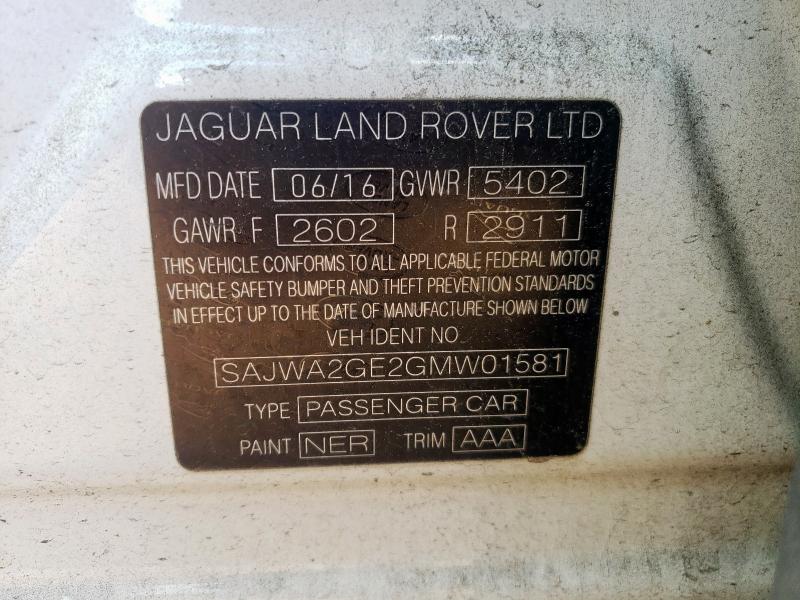 JAGUAR LAND ROVER LTD
MFD DATE 06/16 GVWR 5402
GAWR F 2602 R 2911
THIS VEHICLE CONFORMS TO ALL APPLICABLE FEDERAL MOTOR
VEHICLE SAFETY BUMPER AND THEFT PREVENTION STANDARDS
IN EFFECT UP TO THE DATE OF MANUFACTURE SHOWN BELOW
VEH IDENT NO
SAJWA2GE2GMW01581
TYPE PASSENGER CAR
PAINT NER TRIM AAA